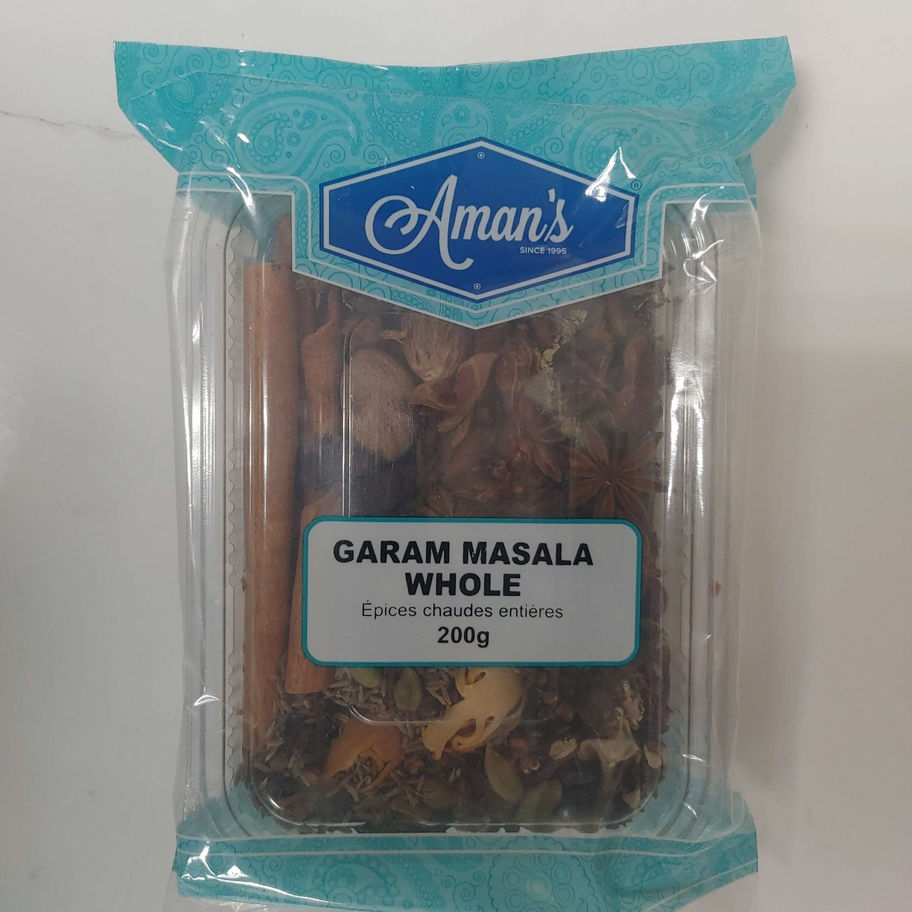 Aman's
®
SINCE 1995
GARAM MASALA
WHOLE
Épices chaudes entières
200g